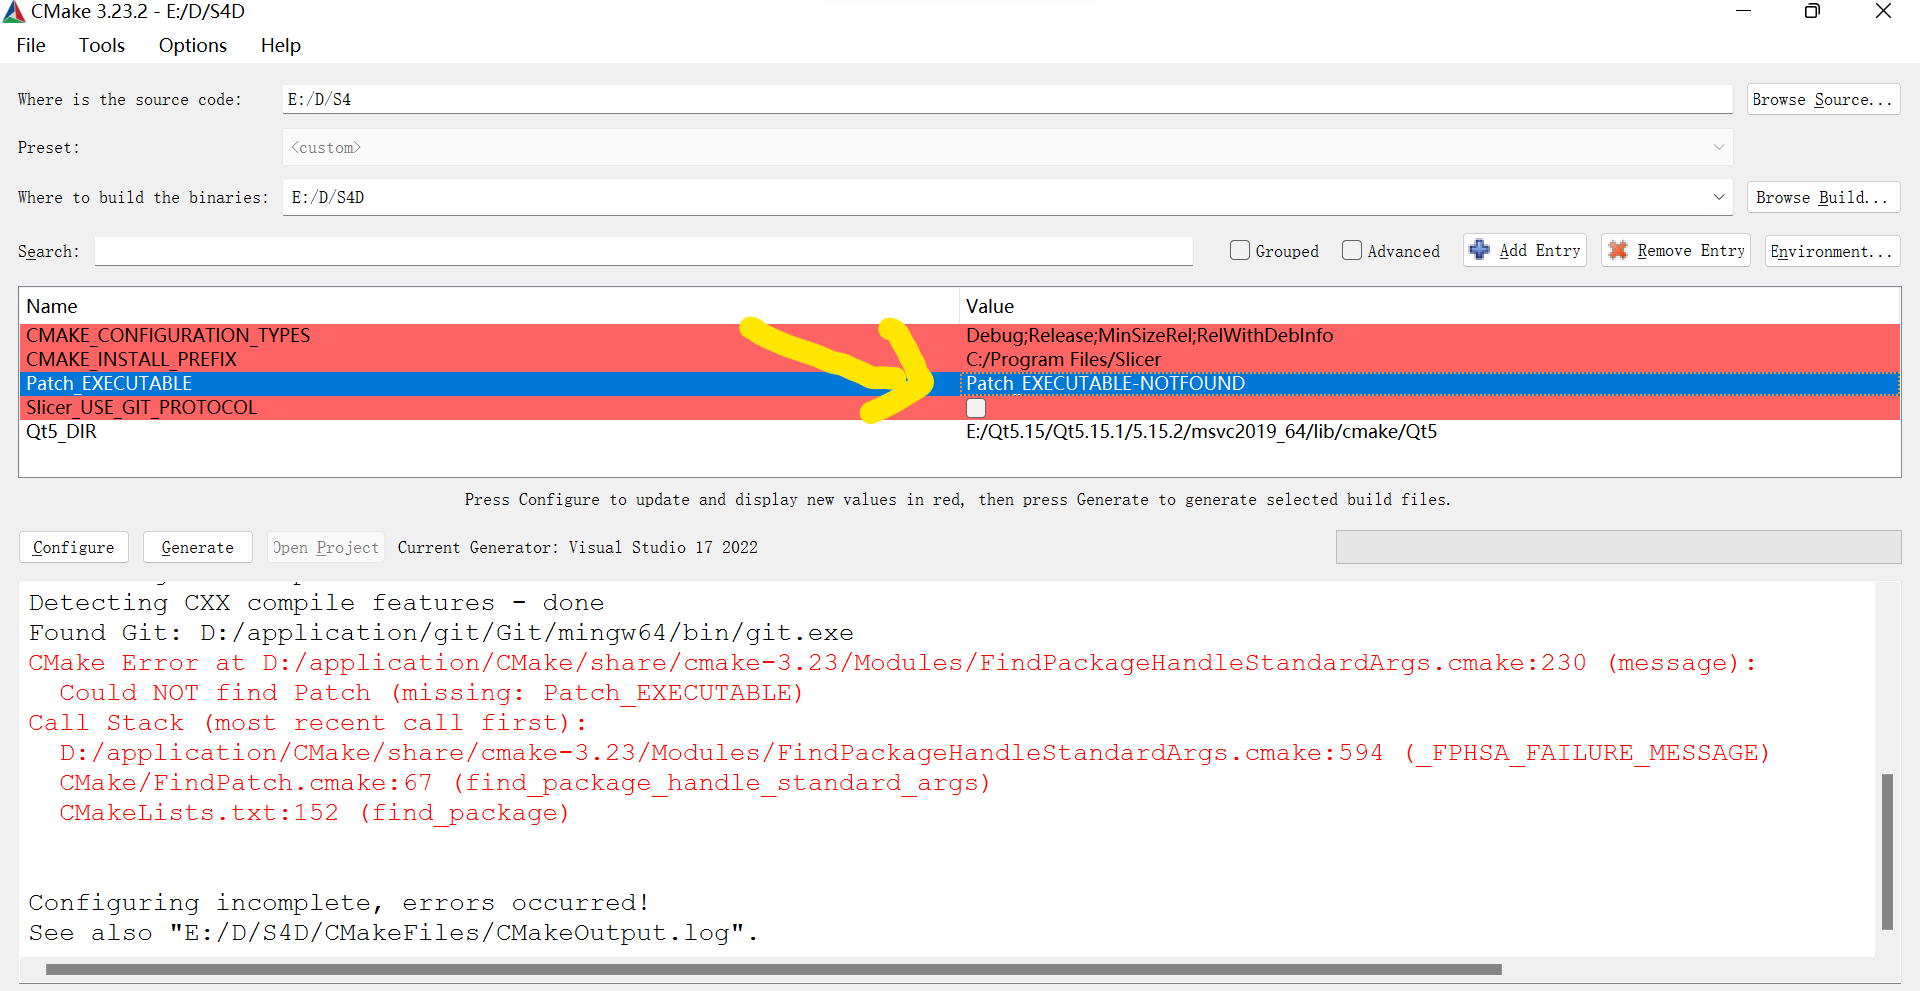 CMake 3.23.2 - E:/D/S4D
File Tools Options Help
Where is the source code: E:/D/S4 Browse Source...
Preset: <custom>
Where to build the binaries: E:/D/S4D Browse Build...
Search: Grouped Advanced Add Entry Remove Entry Environment...
Name Value
CMAKE_CONFIGURATION_TYPES Debug;Release;MinSizeRel;RelWithDebInfo
CMAKE_INSTALL_PREFIX C:/Program Files/Slicer
Patch_EXECUTABLE Patch_EXECUTABLE-NOTFOUND
Slicer_USE_GIT_PROTOCOL
Qt5_DIR E:/Qt5.15/Qt5.15.1/5.15.2/msvc2019_64/lib/cmake/Qt5
Press Configure to update and display new values in red, then press Generate to generate selected build files.
Configure Generate Open Project Current Generator: Visual Studio 17 2022
Detecting CXX compile features - done
Found Git: D:/application/git/Git/mingw64/bin/git.exe
CMake Error at D:/application/CMake/share/cmake-3.23/Modules/FindPackageHandleStandardArgs.cmake:230 (message):
Could NOT find Patch (missing: Patch_EXECUTABLE)
Call Stack (most recent call first):
D:/application/CMake/share/cmake-3.23/Modules/FindPackageHandleStandardArgs.cmake:594 (_FPHSA_FAILURE_MESSAGE)
CMake/FindPatch.cmake:67 (find_package_handle_standard_args)
CMakeLists.txt:152 (find_package)
Configuring incomplete, errors occurred!
See also "E:/D/S4D/CMakeFiles/CMakeOutput.log".